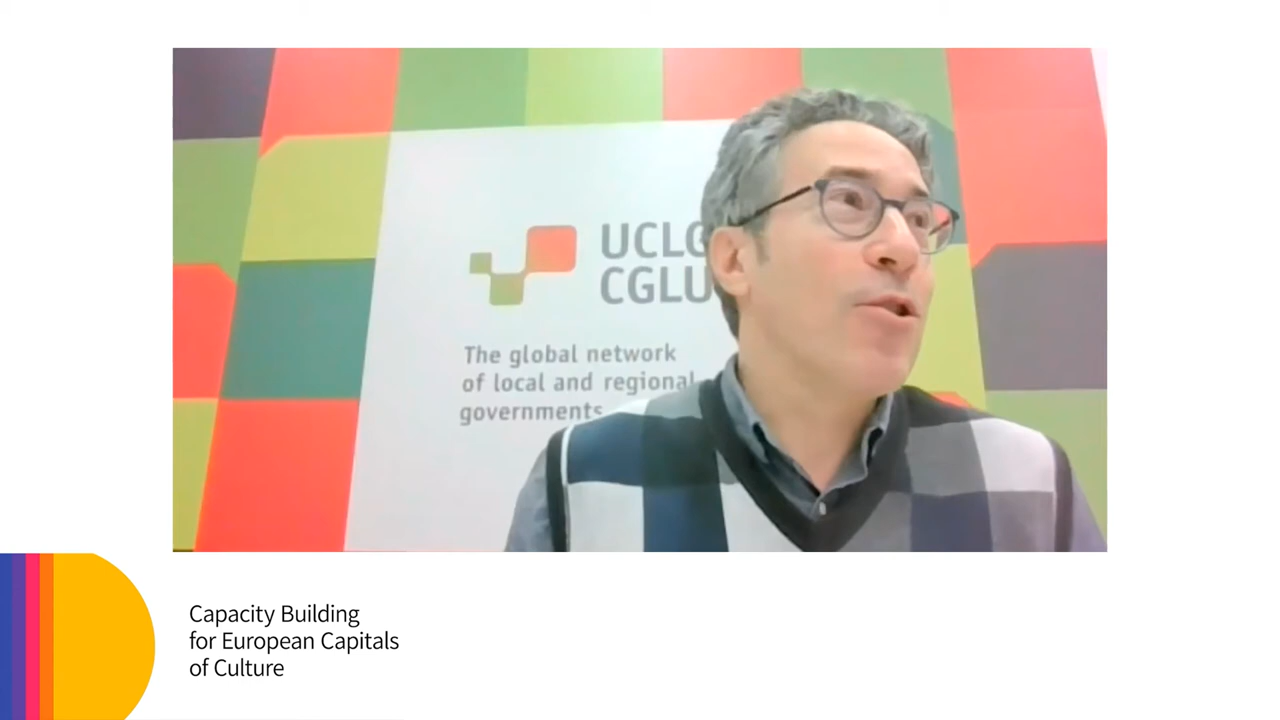 UCLG
CGLU
The global network
of local and regional
governments
Capacity Building
for European Capitals
of Culture